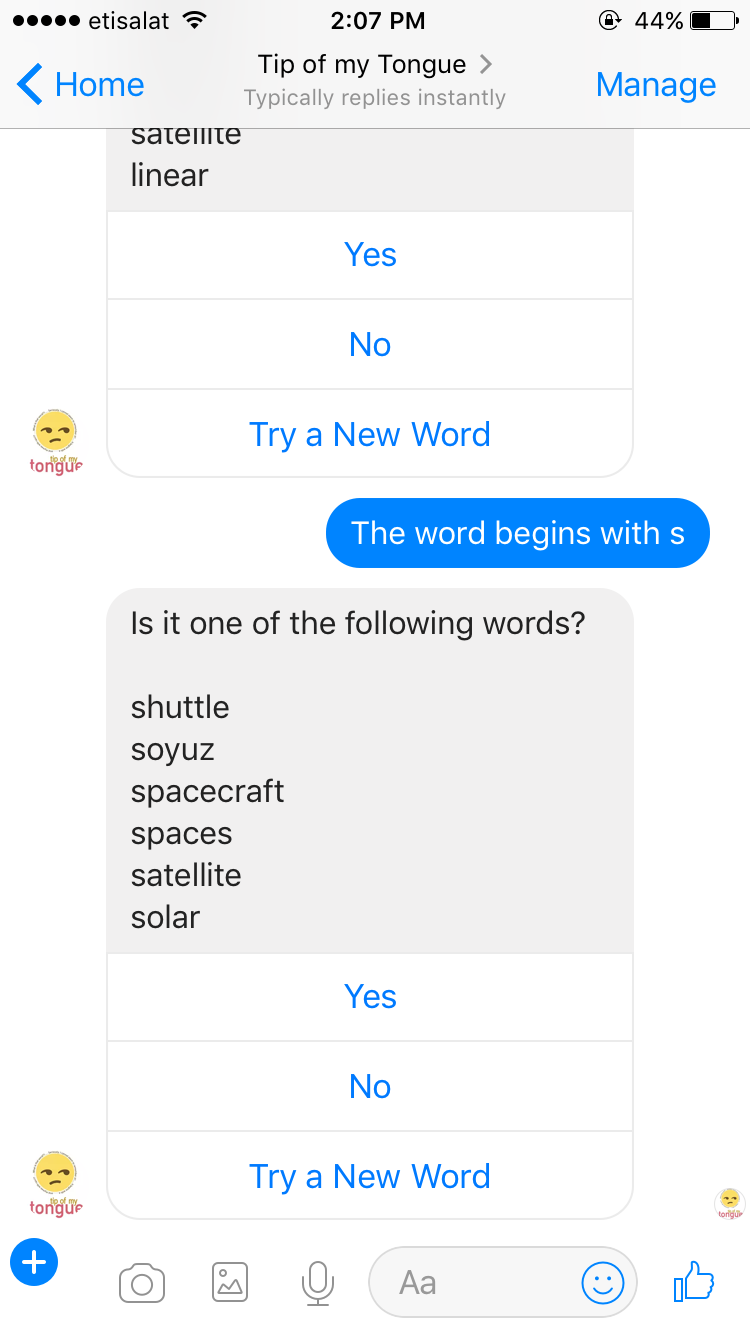 etisalat 2:07 PM 44%
Home Tip of my Tongue Manage
Typically replies instantly
satellite
linear
Yes
No
Try a New Word
tip of my
tongue
The word begins with s
Is it one of the following words?
shuttle
soyuz
spacecraft
spaces
satellite
solar
Yes
No
Try a New Word
tip of my
tongue
tongue
Aa